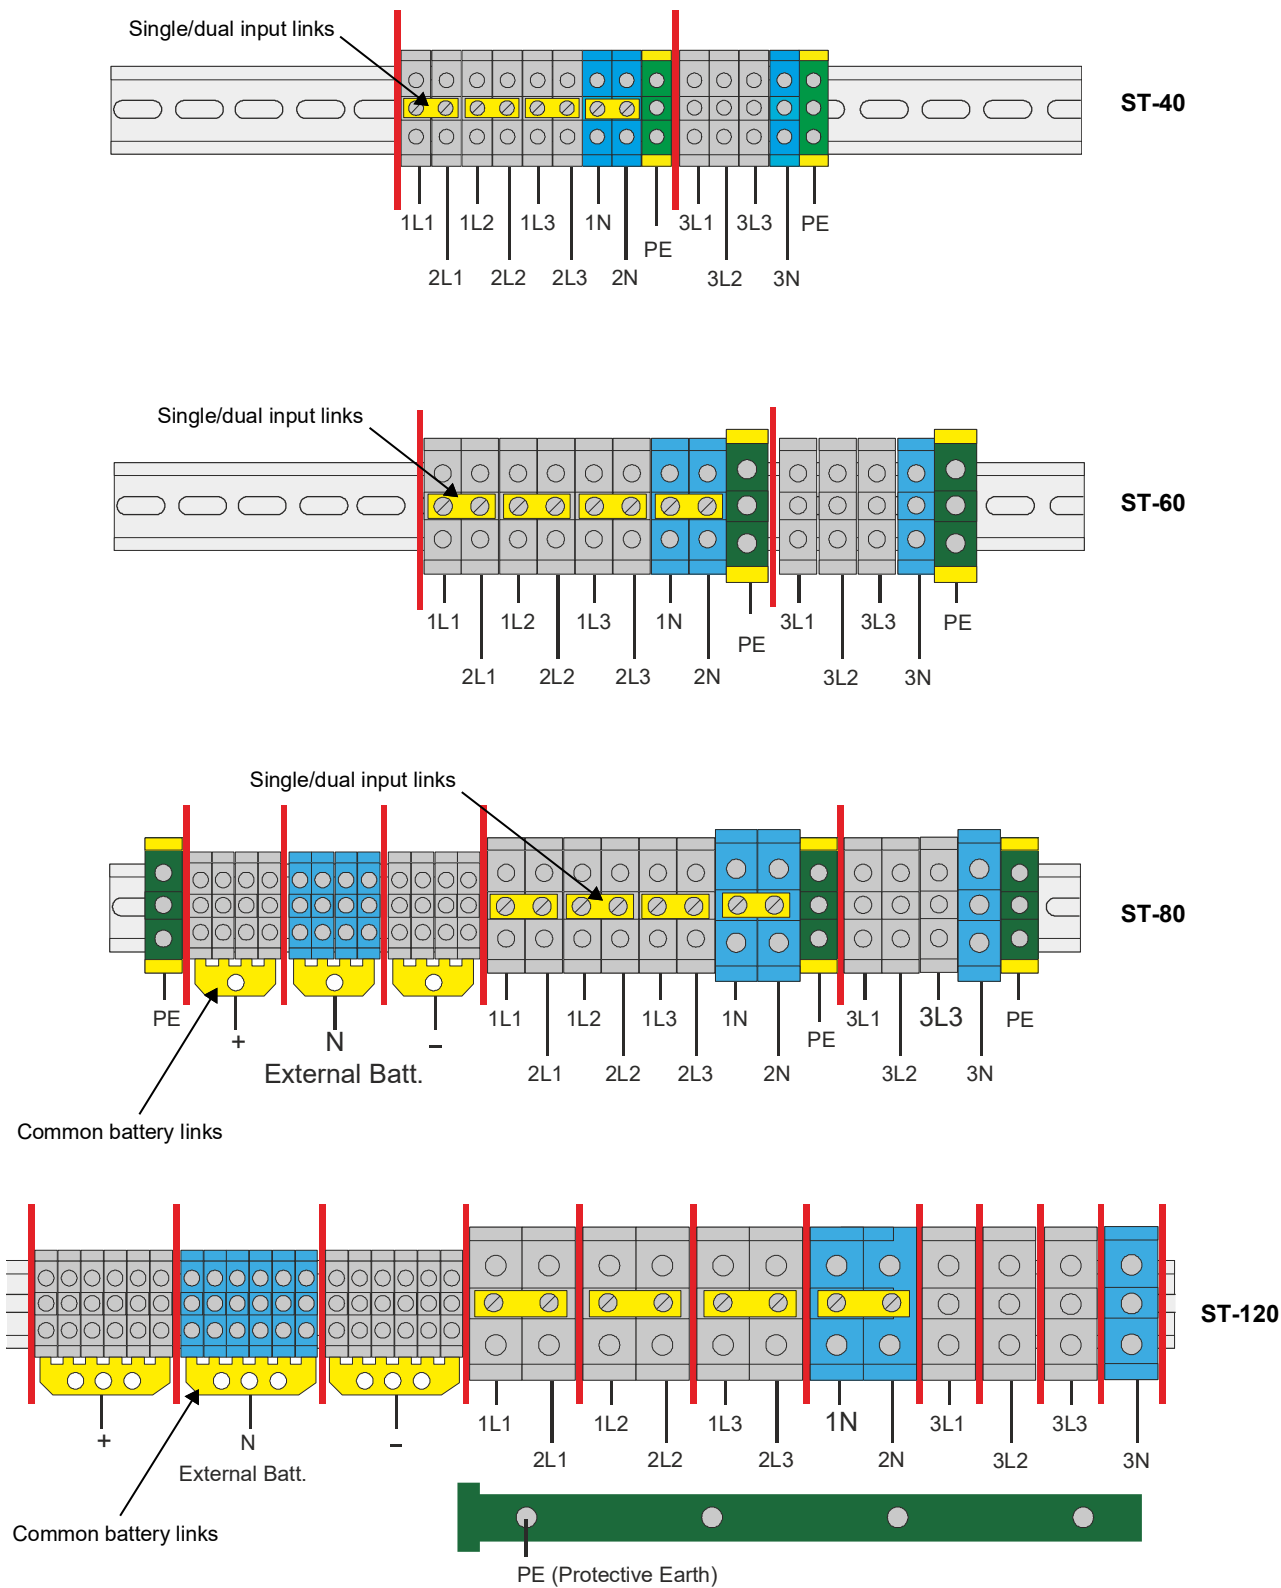 Single/dual input links
ST-40
1L1 1L2 1L3 1N 3L1 3L3 PE
PE
2L1 2L2 2L3 2N 3L2 3N
Single/dual input links
ST-60
1L1 1L2 1L3 1N 3L1 3L3 PE
PE
2L1 2L2 2L3 2N 3L2 3N
Single/dual input links
ST-80
PE 1L1 1L2 1L3 1N 3L1 3L3 PE
+ N – PE
External Batt. 2L1 2L2 2L3 2N 3L2 3N
Common battery links
ST-120
1L1 1L2 1L3 1N 3L1 3L3
+ N –
2L1 2L2 2L3 2N 3L2 3N
External Batt.
Common battery links
PE (Protective Earth)